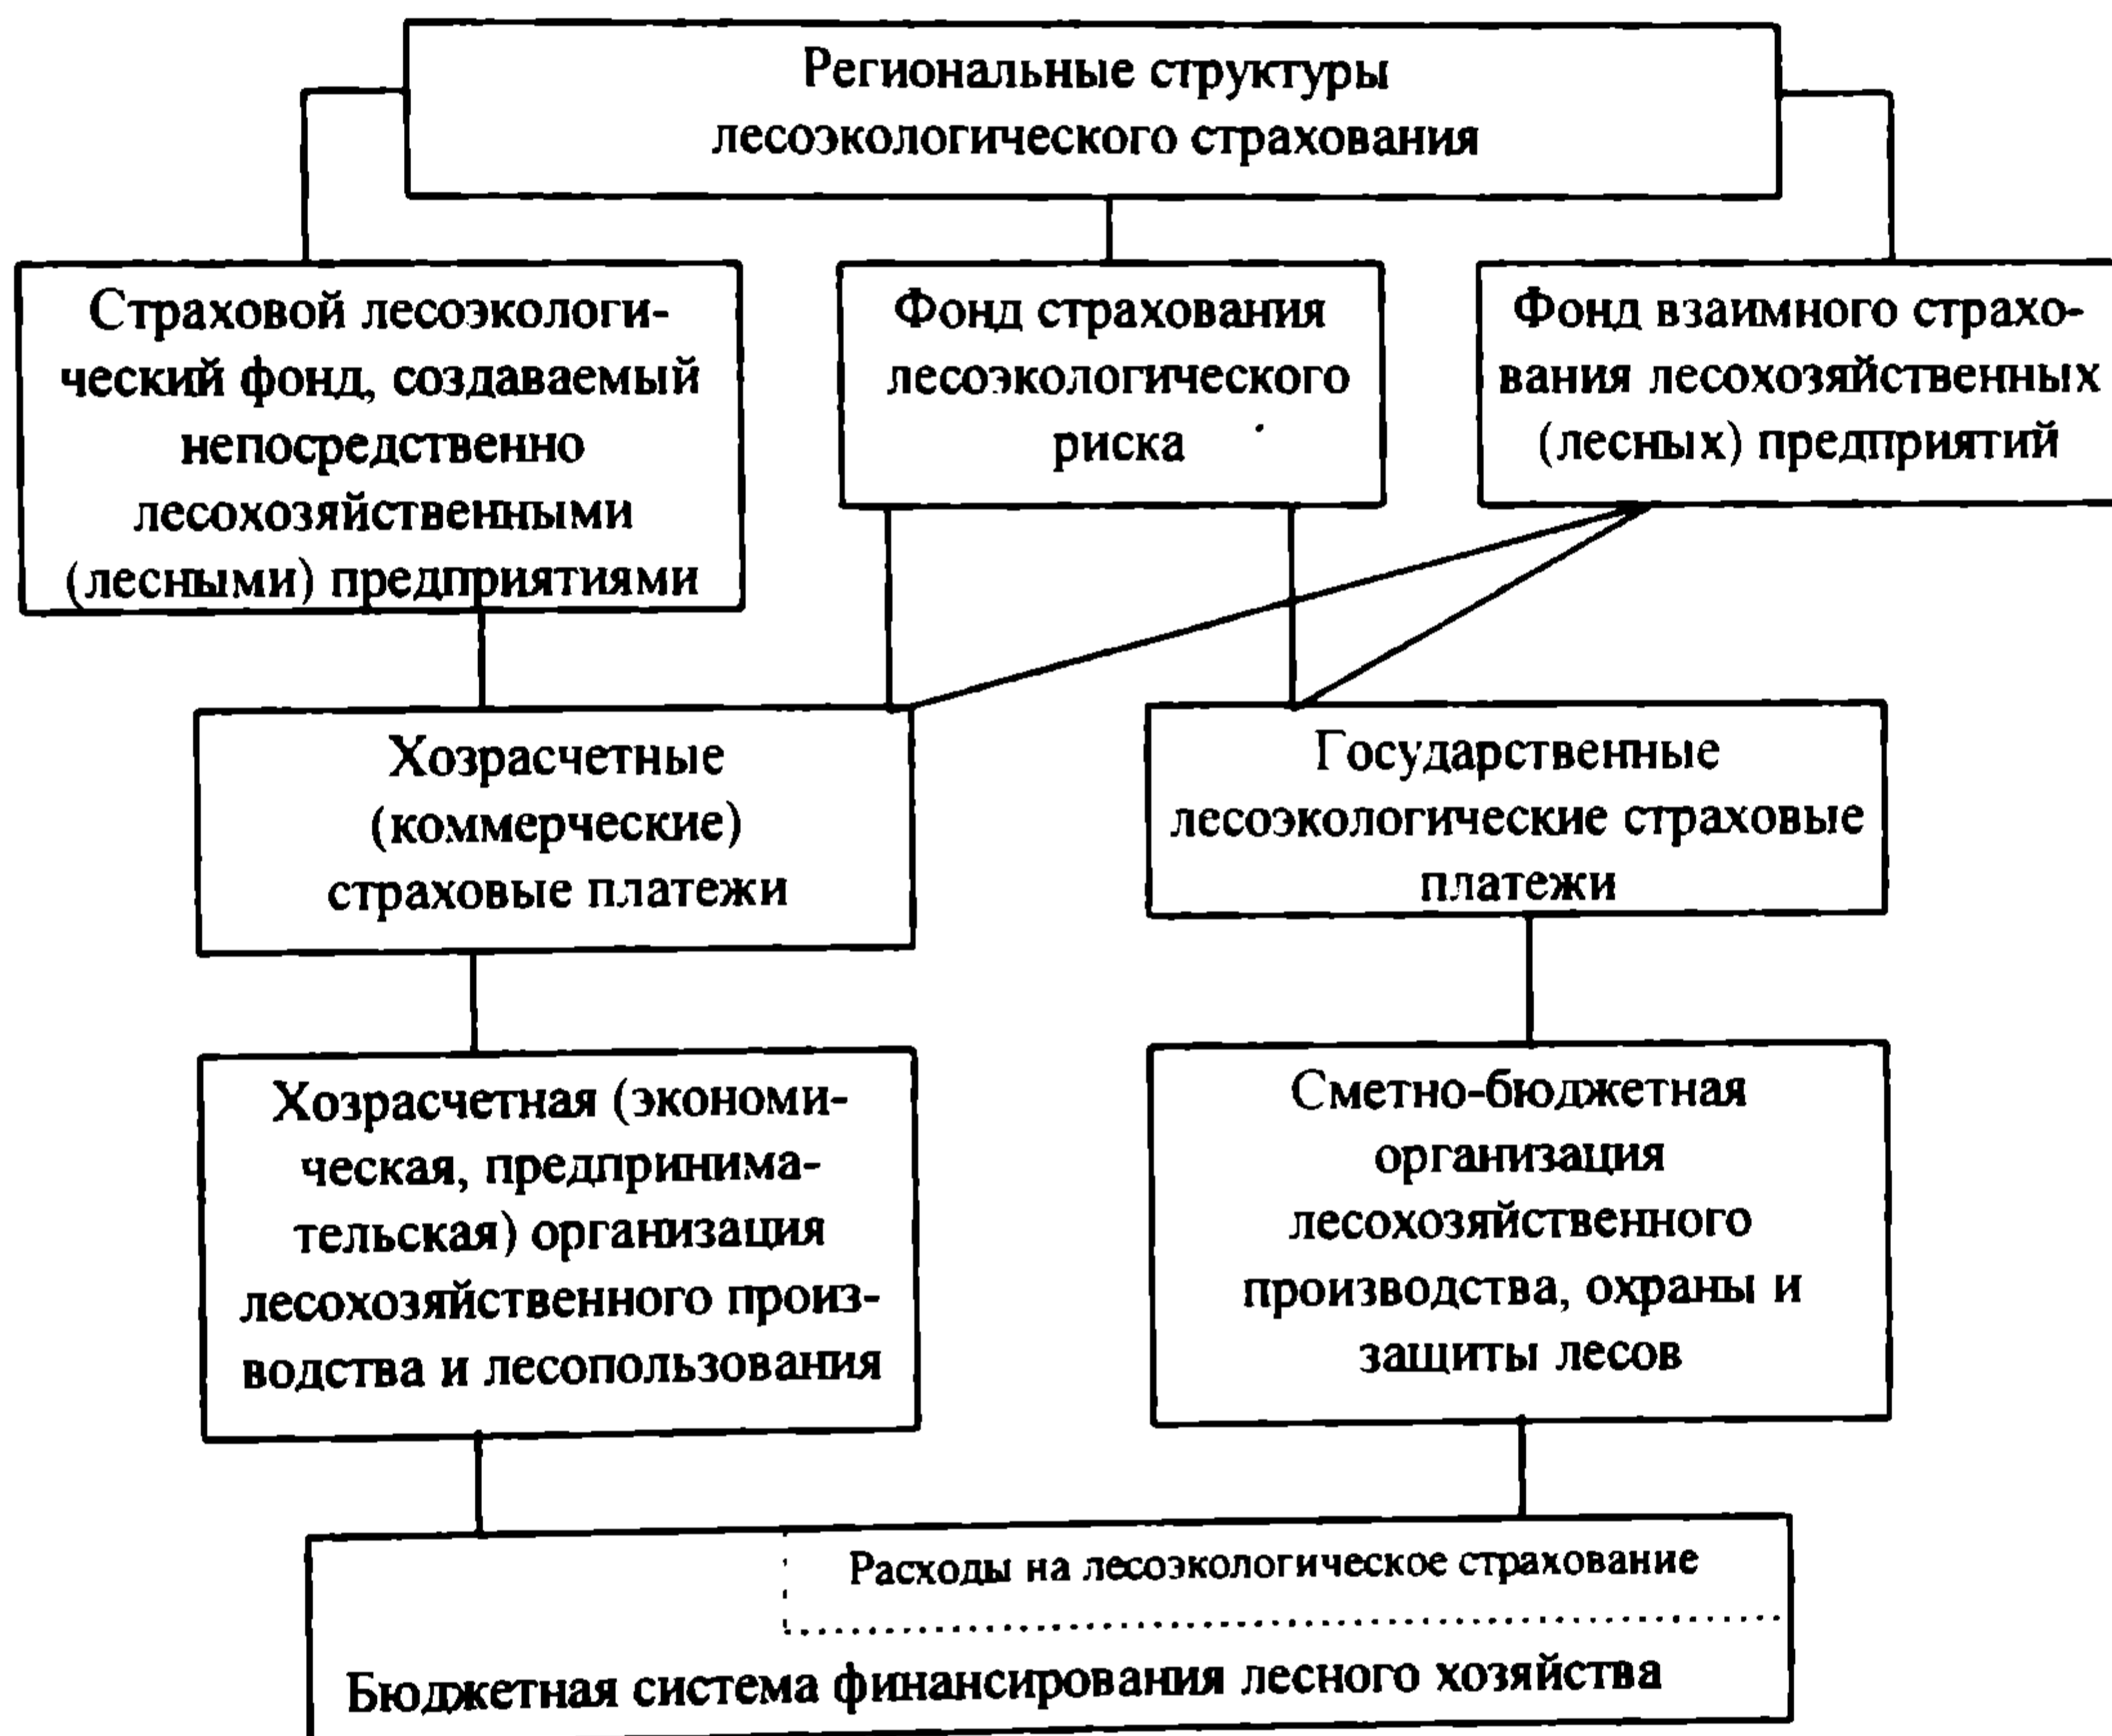 Региональные структуры
лесоэкологического страхования
Страховой лесоэкологи-
ческий фонд, создаваемый
непосредственно
лесохозяйственными
(лесными) предприятиями
Фонд страхования
лесоэкологического
риска
Фонд взаимного страхо-
вания лесохозяйственных
(лесных) предприятий
Хозрасчетные
(коммерческие)
страховые платежи
Государственные
лесоэкологические страховые
платежи
Хозрасчетная (экономи-
ческая, предпринима-
тельская) организация
лесохозяйственного произ-
водства и лесопользования
Сметно-бюджетная
организация
лесохозяйственного
производства, охраны и
защиты лесов
Расходы на лесоэкологическое страхование
Бюджетная система финансирования лесного хозяйства